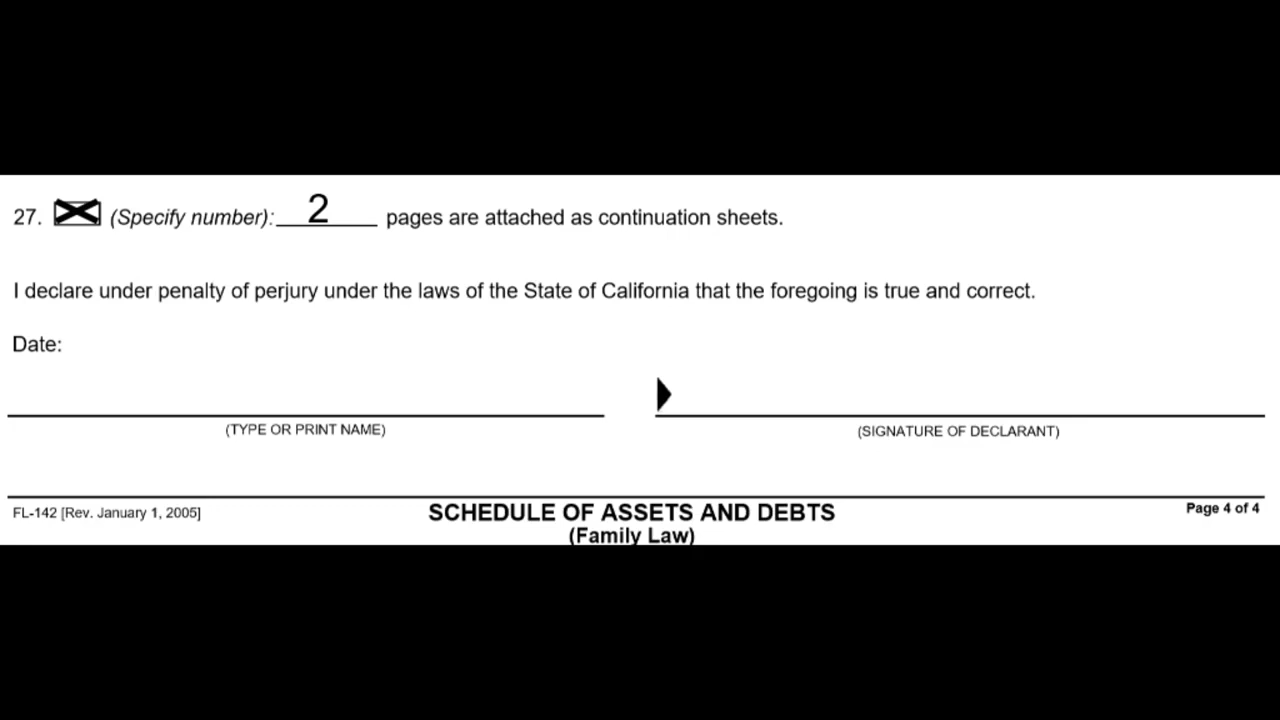 27. (Specify number): 2 pages are attached as continuation sheets.
I declare under penalty of perjury under the laws of the State of California that the foregoing is true and correct.
Date:
(TYPE OR PRINT NAME) (SIGNATURE OF DECLARANT)
FL-142 [Rev. January 1, 2005] SCHEDULE OF ASSETS AND DEBTS Page 4 of 4
(Family Law)